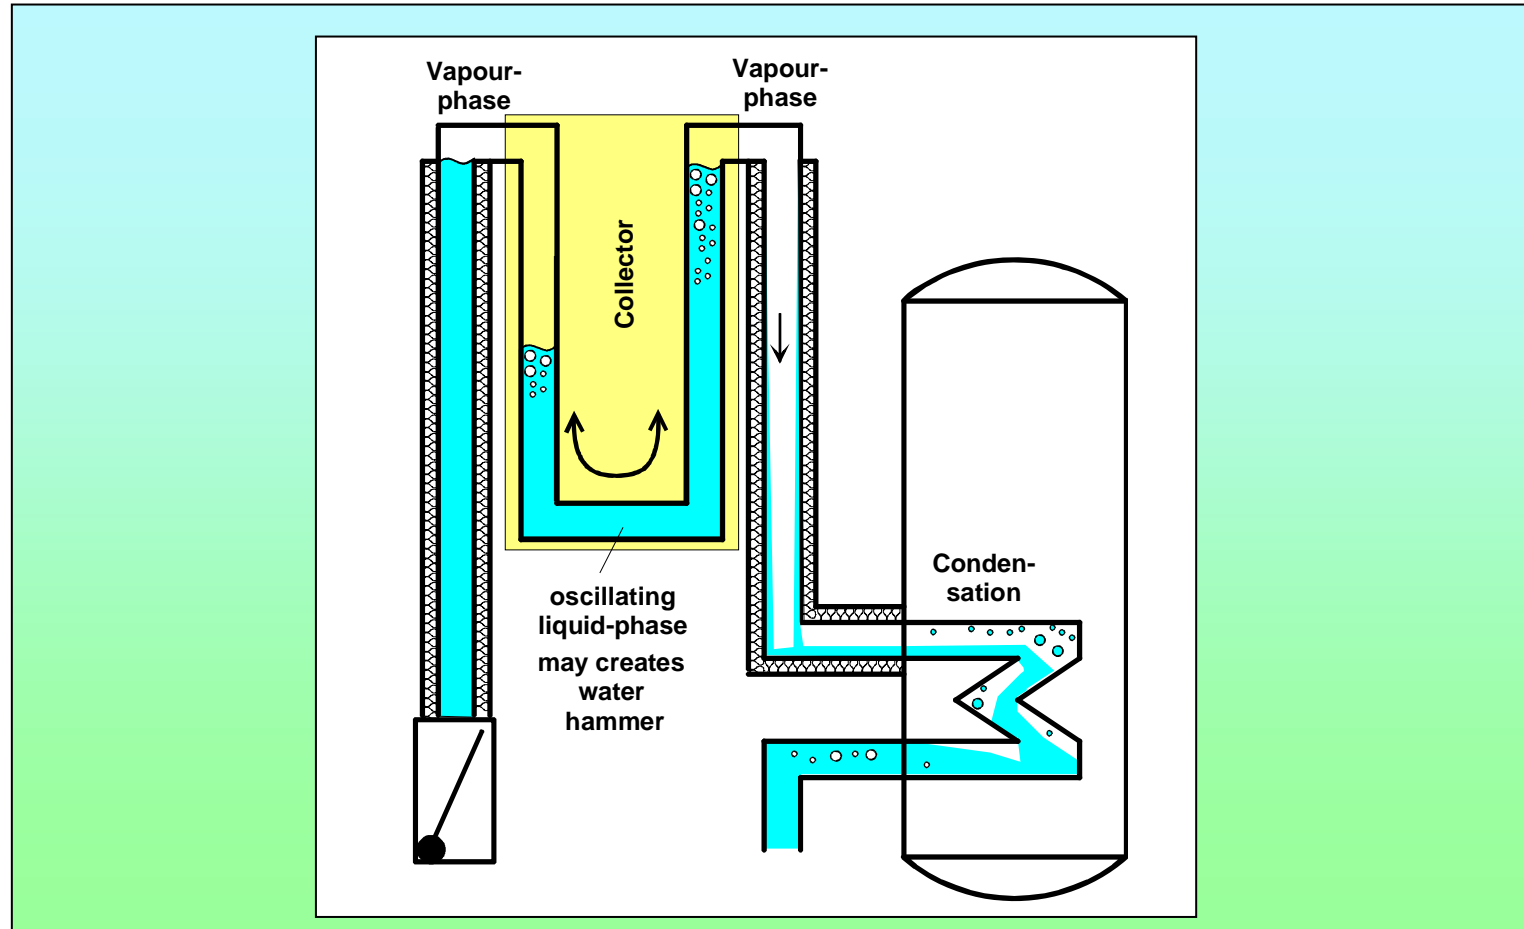 Vapour-
phase
Vapour-
phase
Collector
oscillating
liquid-phase
may creates
water
hammer
Conden-
sation